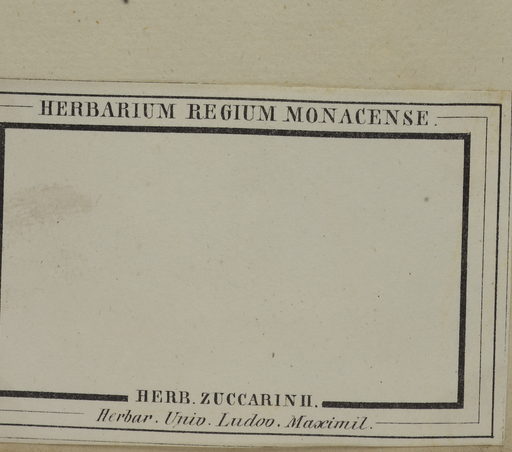 HERBARIUM REGIUM MONACENSE.
HERB. ZUCCARINII.
Herbar. Univ. Ludov. Maximil.